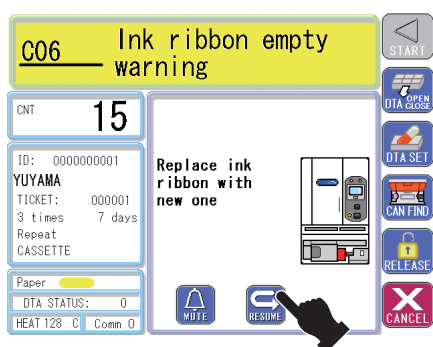 C06 Ink ribbon empty
warning
START
CNT 15
DTA OPEN
CLOSE
ID: 0000000001
YUYAMA
TICKET: 000001
3 times 7 days
Repeat
CASSETTE
Replace ink
ribbon with
new one
DTA SET
CAN FIND
RELEASE
Paper
DTA STATUS: 0
HEAT 128 C Comm 0
MUTE
RESUME
CANCEL